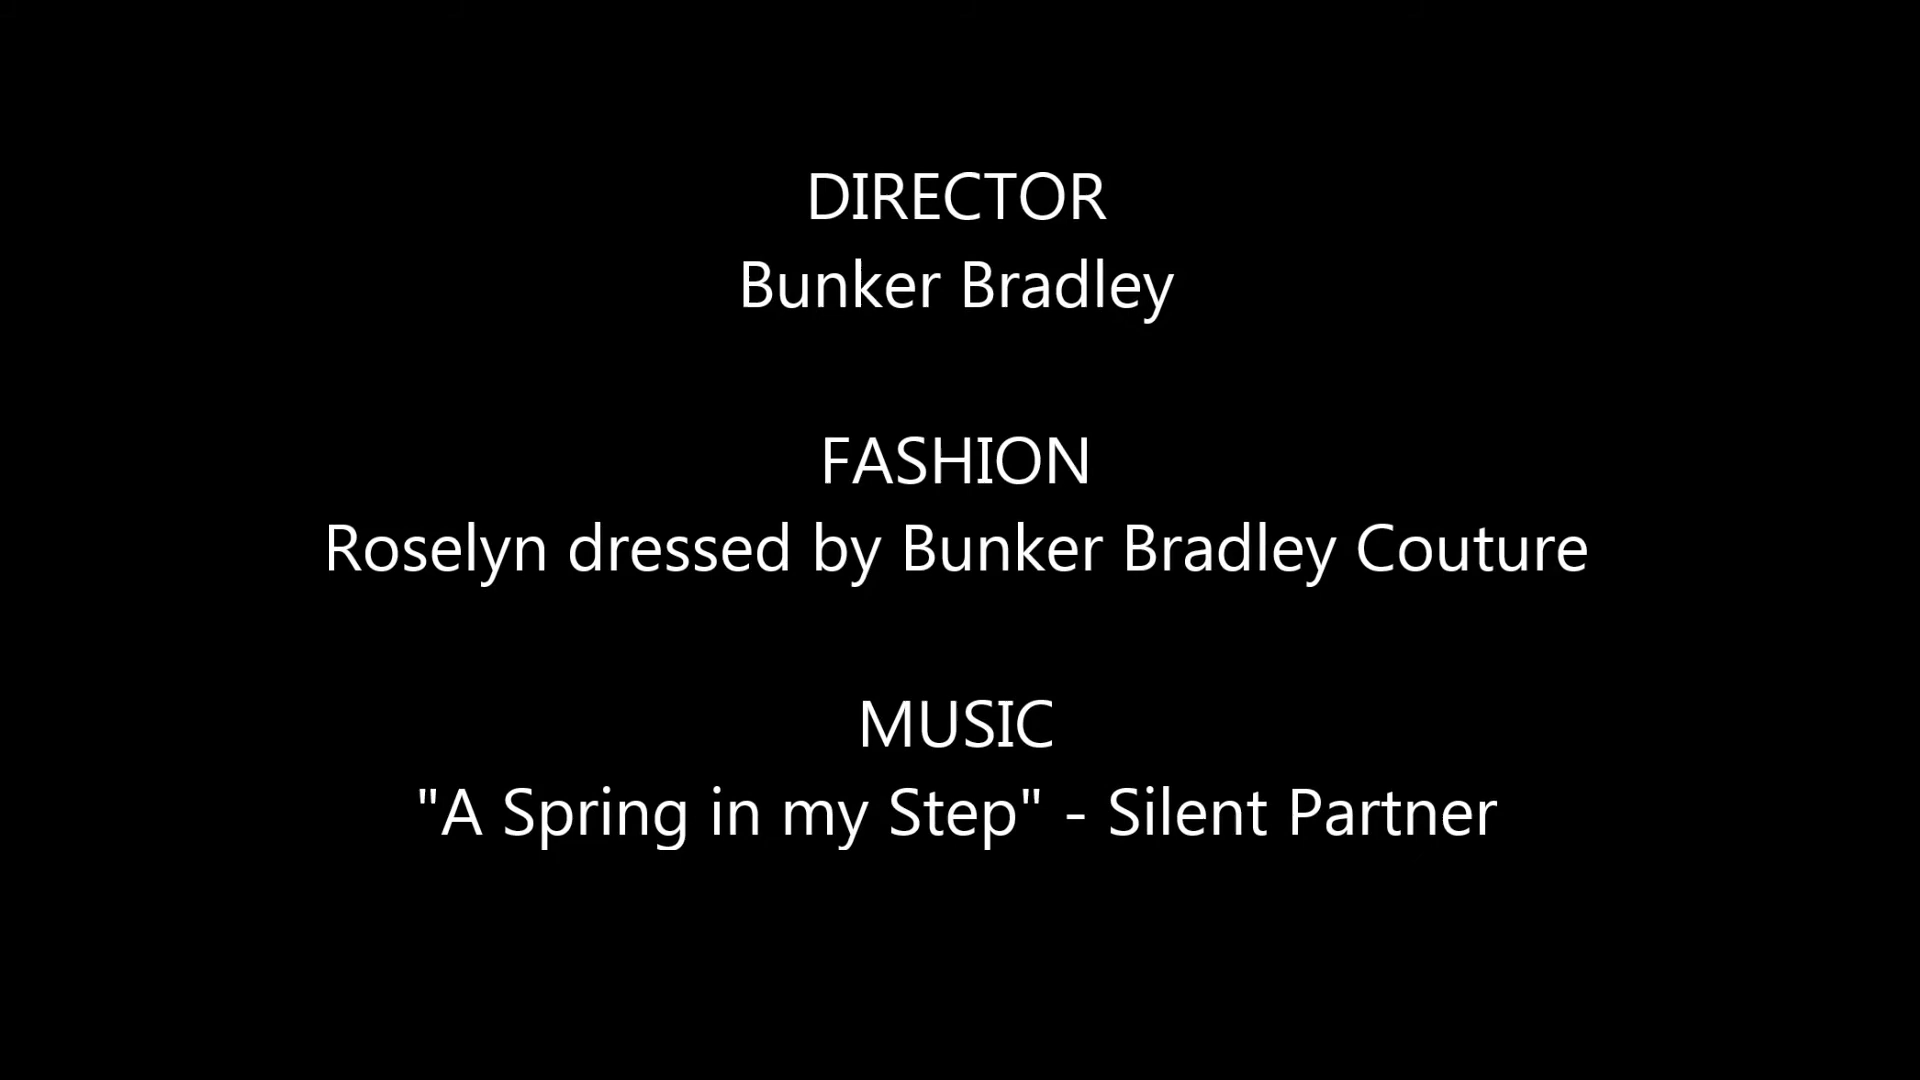 DIRECTOR
Bunker Bradley
FASHION
Roselyn dressed by Bunker Bradley Couture
MUSIC
"A Spring in my Step" - Silent Partner